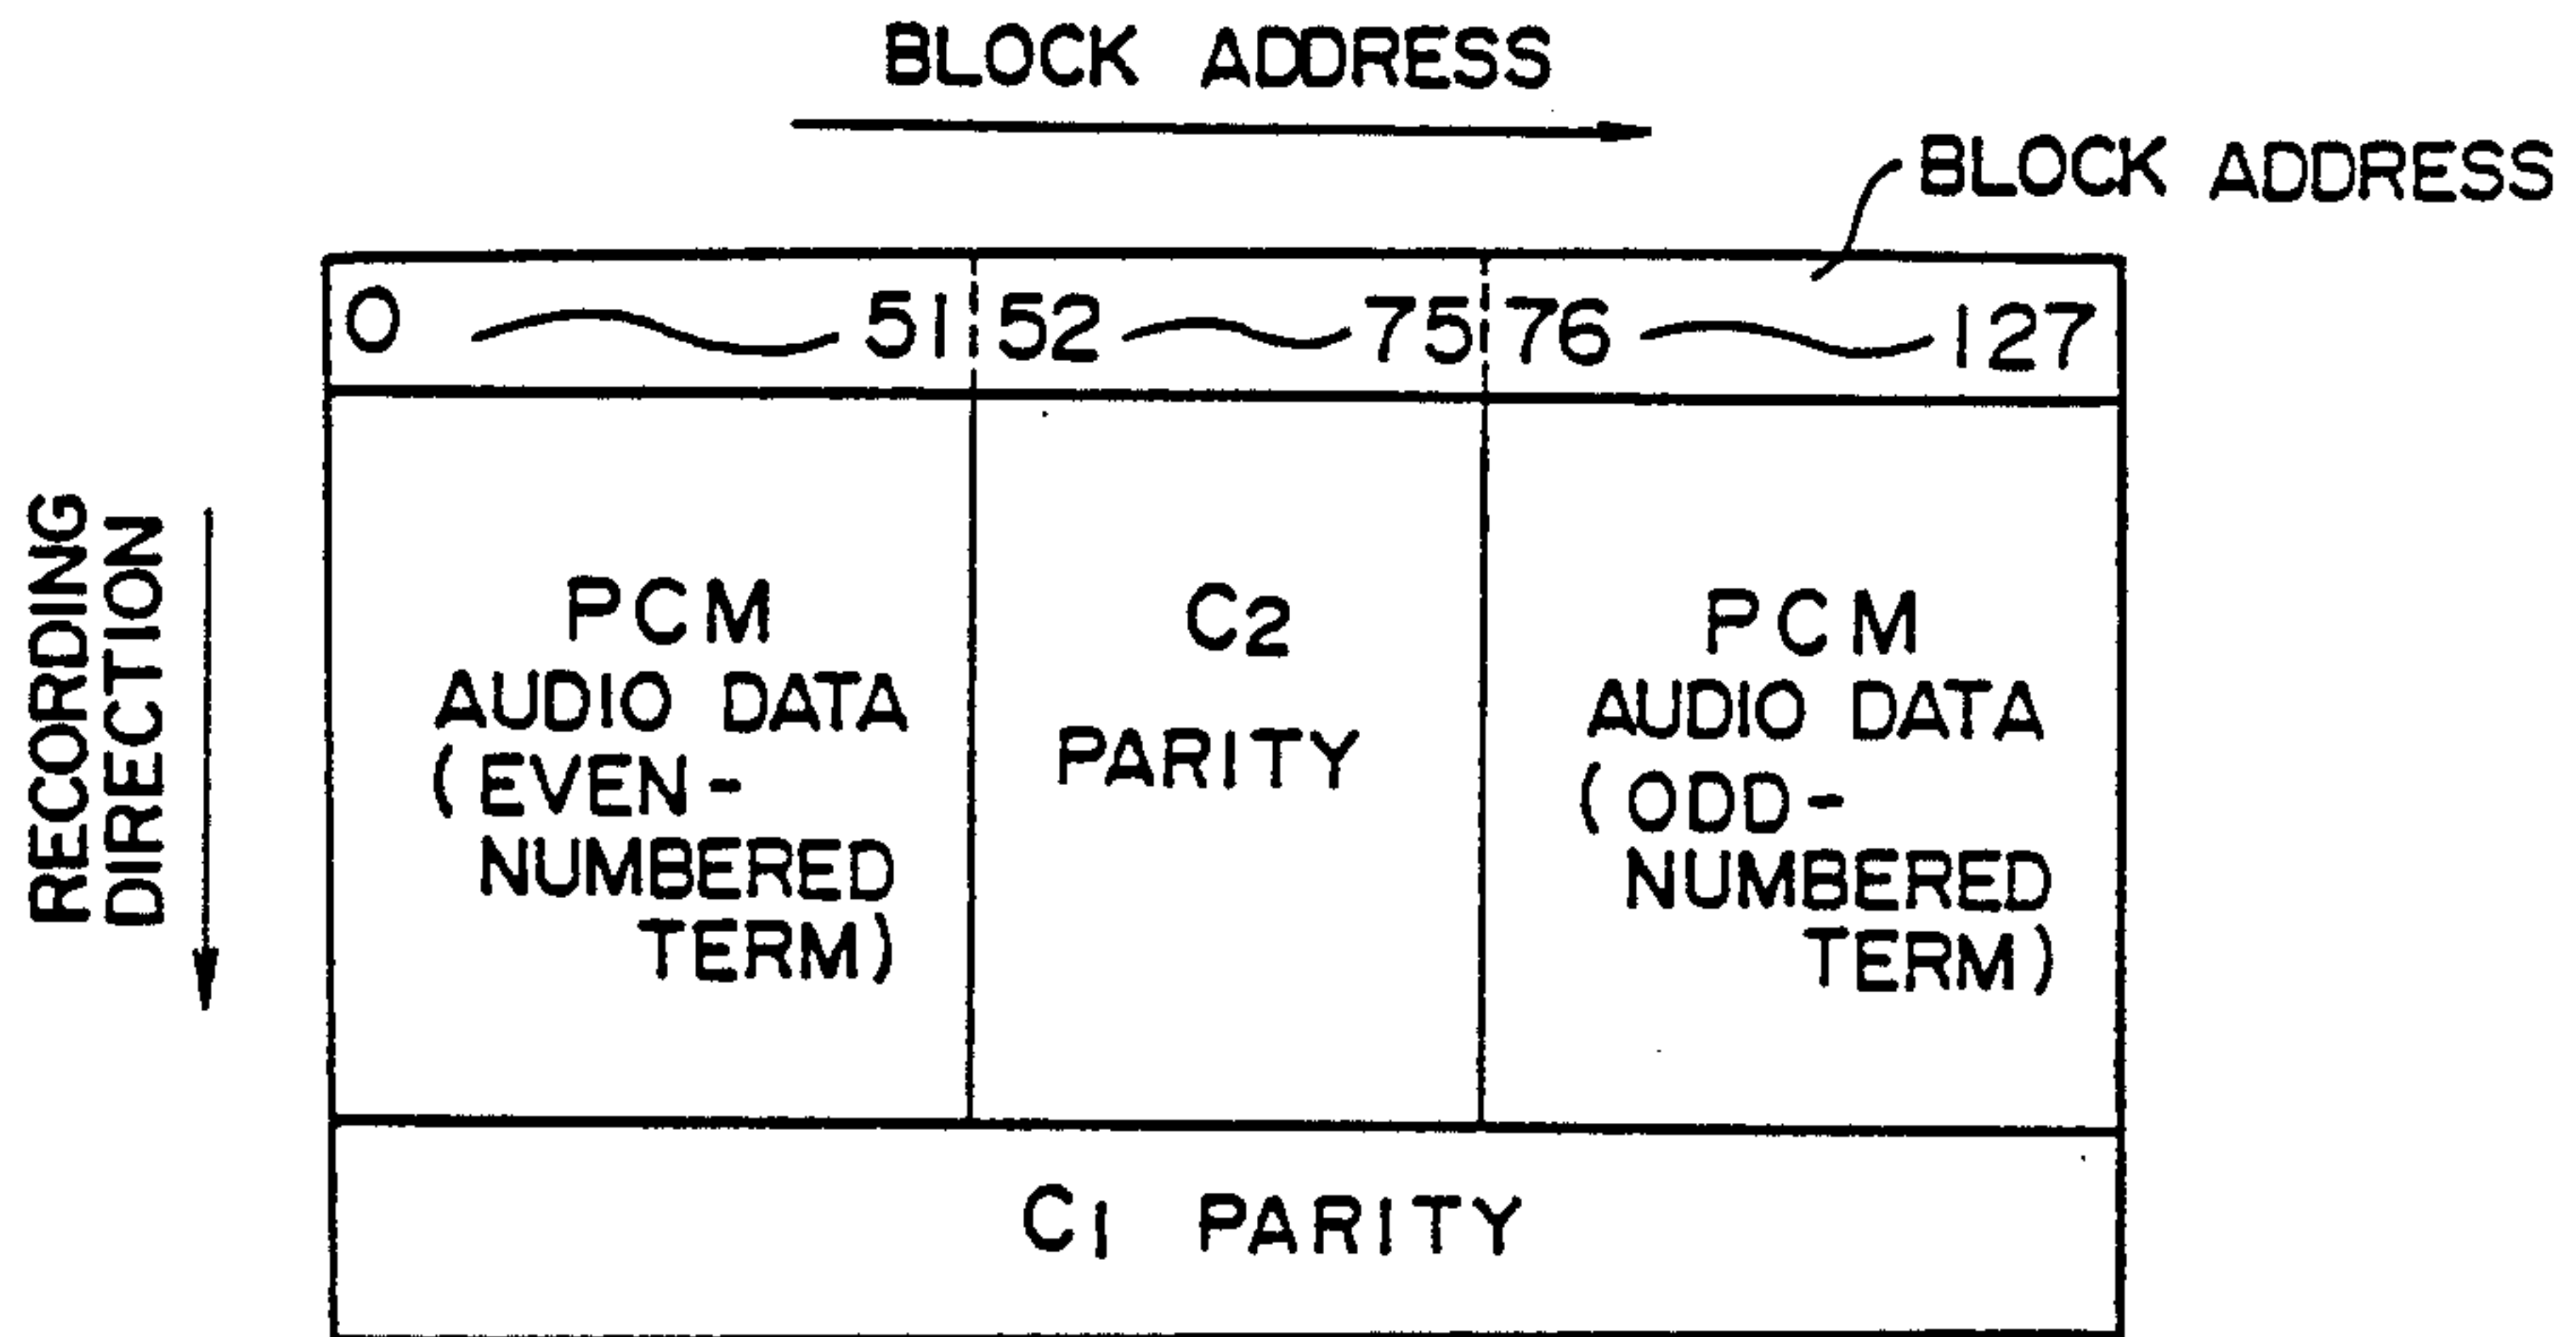 BLOCK ADDRESS
BLOCK ADDRESS
0 51 52 75 76 127
RECORDING
DIRECTION
PCM
AUDIO DATA
(EVEN-
NUMBERED
TERM)
C2
PARITY
PCM
AUDIO DATA
(ODD-
NUMBERED
TERM)
C1 PARITY